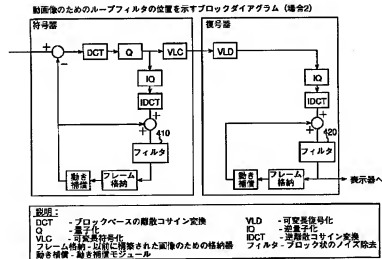 動画像のためのループフィルタの位置を示すブロックダイアグラム（場合2）
符号器
復号器
+
−
DCT
Q
VLC
VLD
IQ
IQ
IDCT
IDCT
+
+
+
+
410
420
フィルタ
フィルタ
動き補償
フレーム格納
動き補償
フレーム格納
表示器へ
説明：
DCT - ブロックベースの離散コサイン変換
VLD - 可変長復号化
Q - 量子化
IQ - 逆量子化
VLC - 可変長符号化
IDCT - 逆離散コサイン変換
フレーム格納 - 以前に構築された画像のための格納器
フィルタ - ブロック状のノイズ除去
動き補償 - 動き補償モジュール